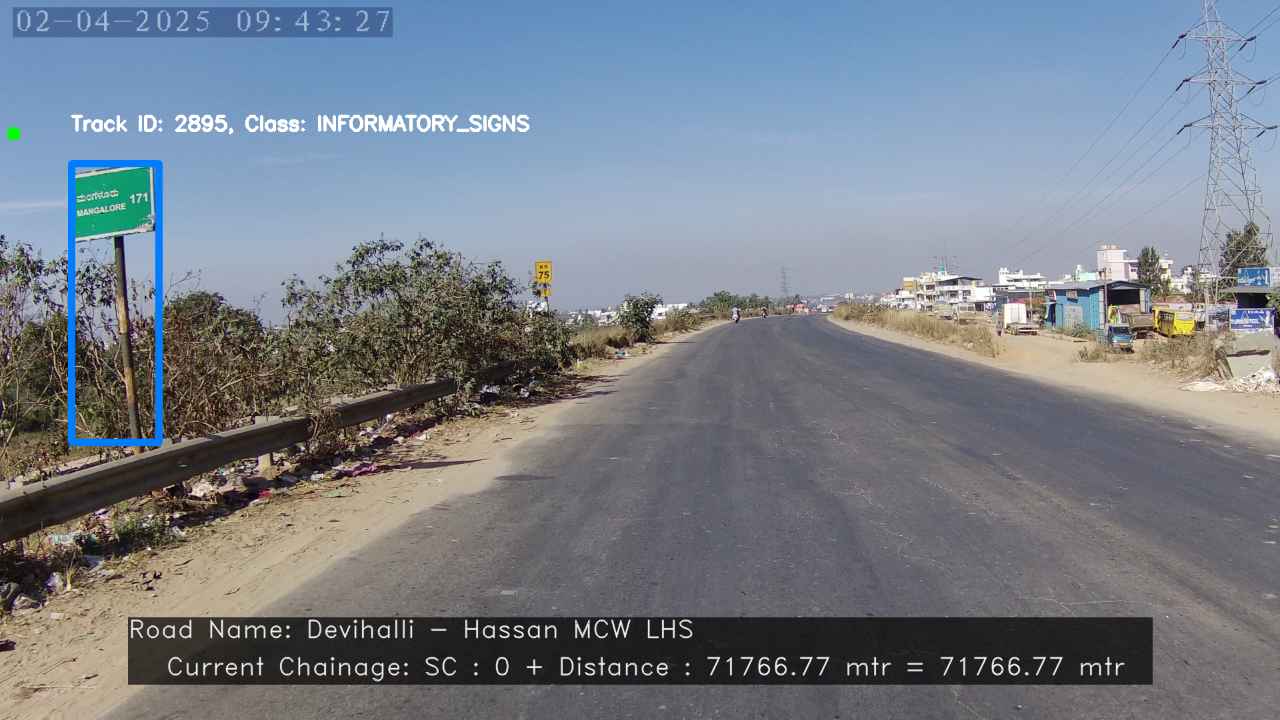 02-04-2025 09:43:27
Track ID: 2895, Class: INFORMATORY_SIGNS
ಮಂಗಳೂರು 171
MANGALORE
75
Road Name: Devihalli - Hassan MCW LHS
Current Chainage: SC : 0 + Distance : 71766.77 mtr = 71766.77 mtr